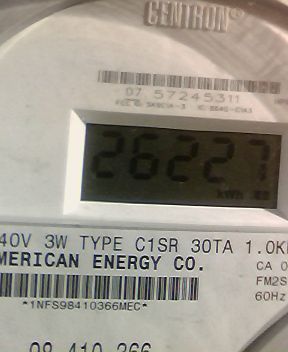 CENTRON®
07 57245311
26227
kWh
40V 3W TYPE C1SR 30TA 1.0K
MERICAN ENERGY CO.
CA 0
FM2S
60Hz
*1NFS98410366MEC*
98 410 366